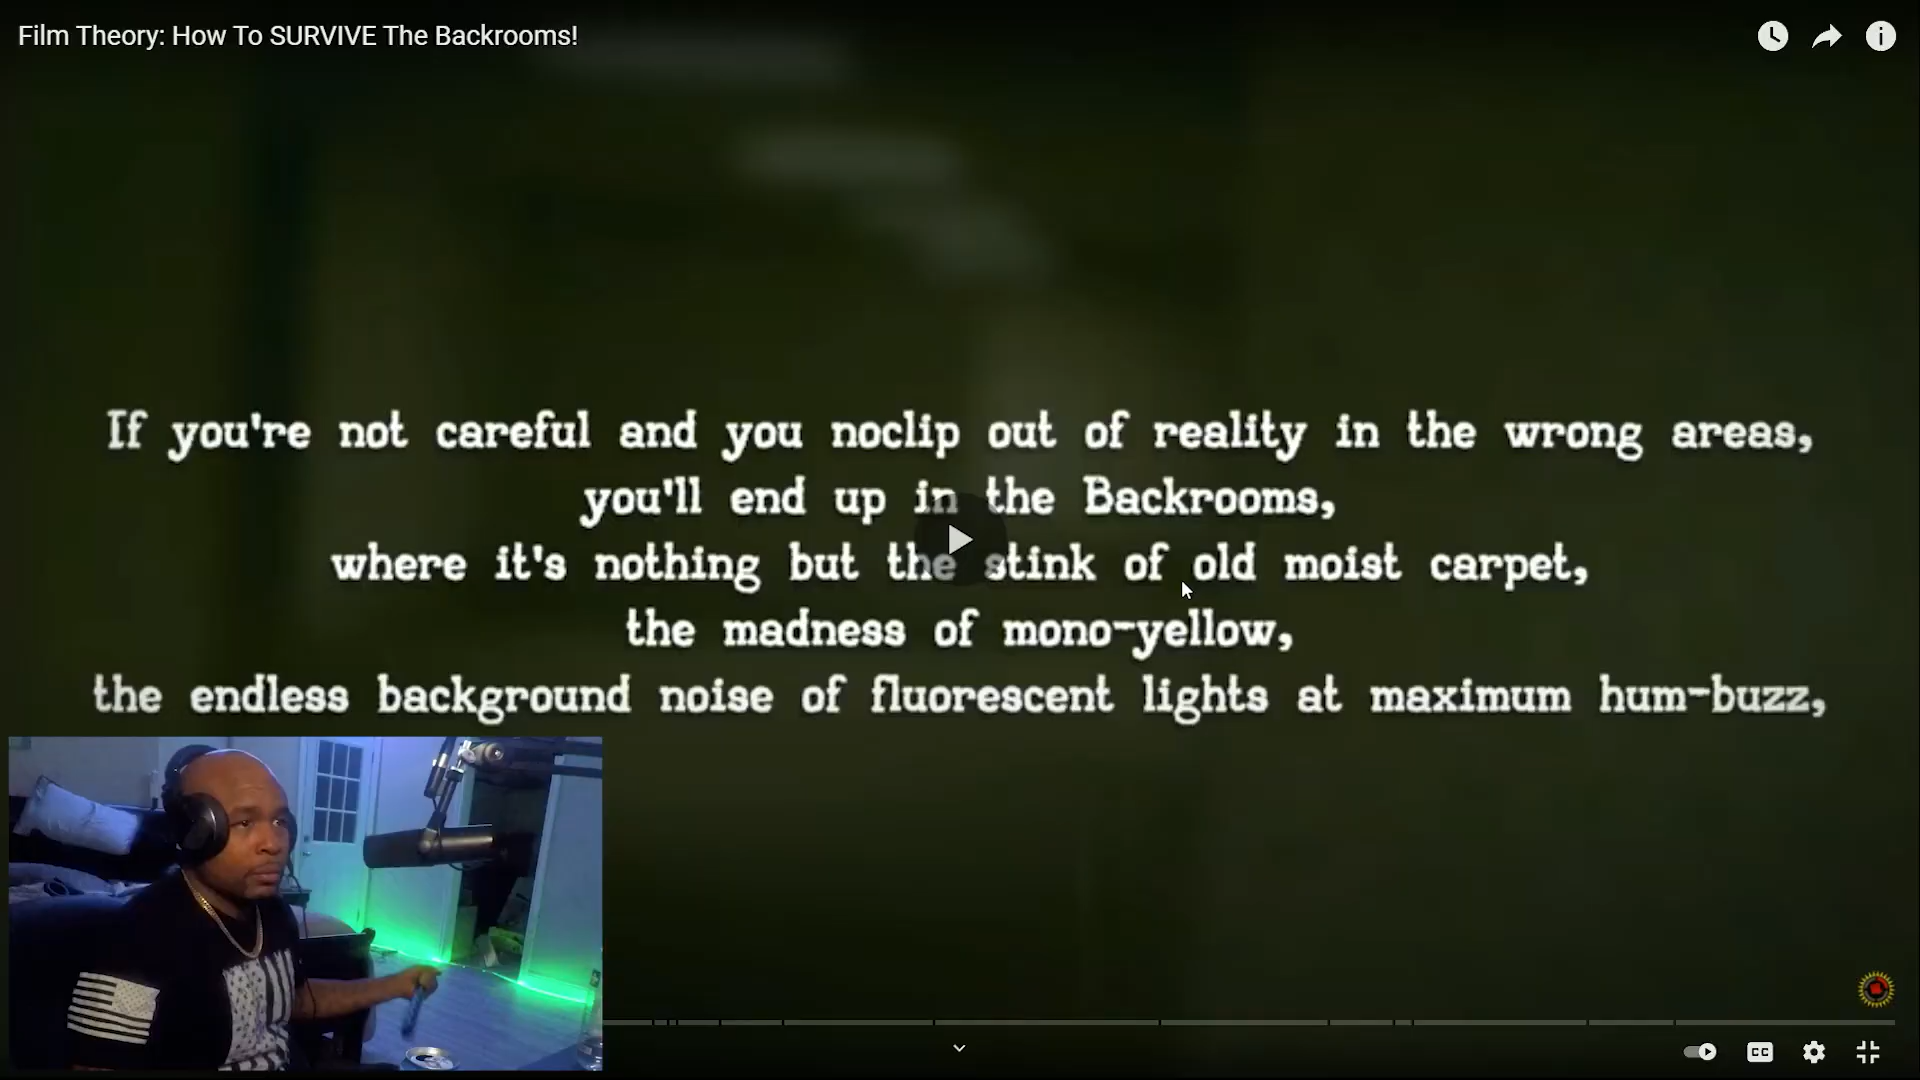 Film Theory: How To SURVIVE The Backrooms!
If you're not careful and you noclip out of reality in the wrong areas,
you'll end up in the Backrooms,
where it's nothing but the stink of old moist carpet,
the madness of mono-yellow,
the endless background noise of fluorescent lights at maximum hum-buzz,
CC